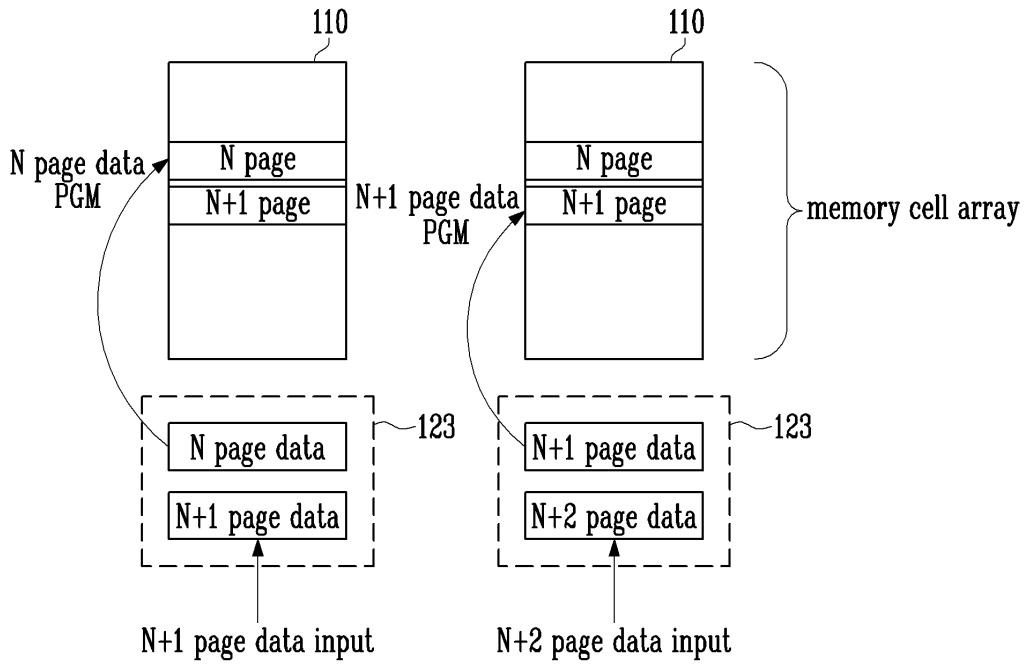 110
110
N page data
PGM
N page
N+1 page
N+1 page data
PGM
N page
N+1 page
memory cell array
N page data
N+1 page data
123
N+1 page data
N+2 page data
123
N+1 page data input
N+2 page data input